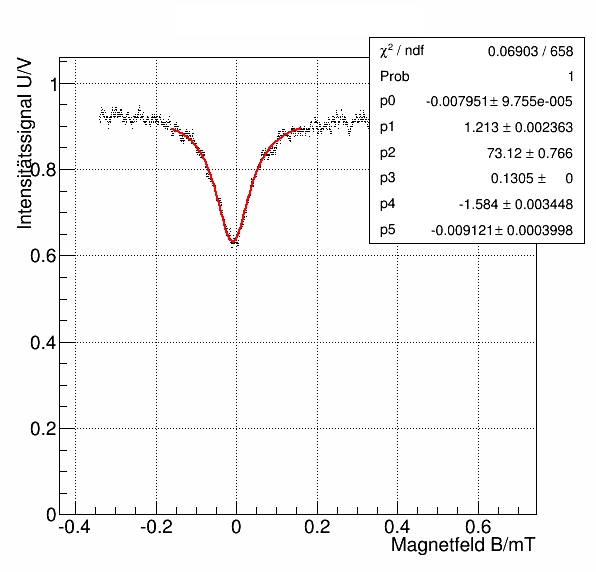 χ² / ndf 0.06903 / 658
Prob 1
p0 -0.007951± 9.755e-005
p1 1.213 ± 0.002363
p2 73.12 ± 0.766
p3 0.1305 ± 0
p4 -1.584 ± 0.003448
p5 -0.009121± 0.0003998
Intensitätssignal U/V
1
0.8
0.6
0.4
0.2
0
-0.4 -0.2 0 0.2 0.4 0.6
Magnetfeld B/mT